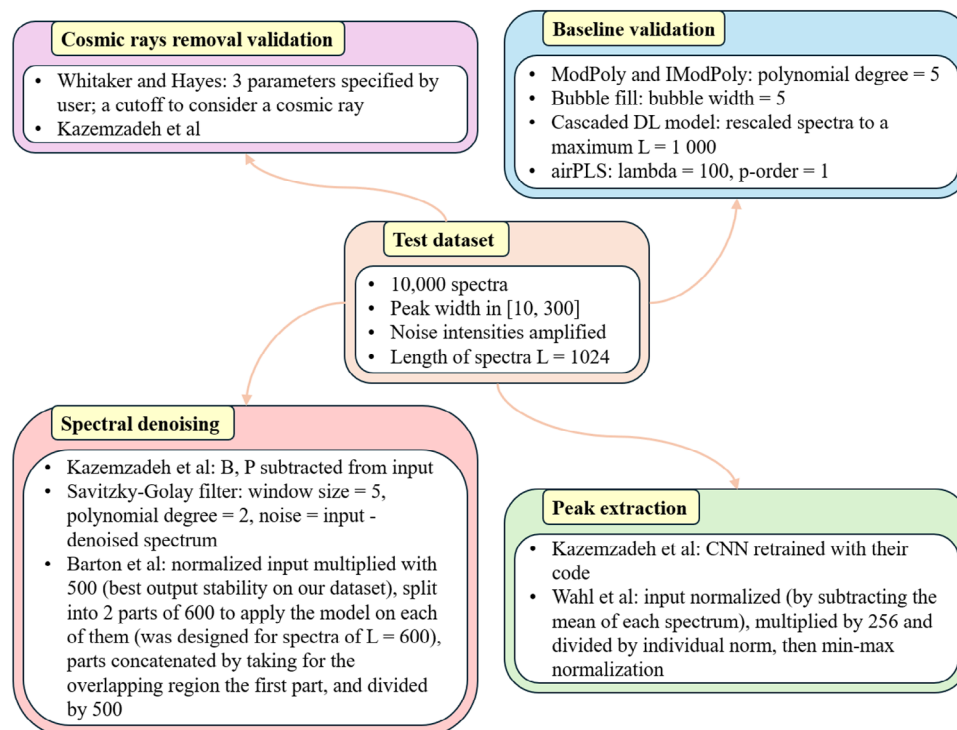 Cosmic rays removal validation
• Whitaker and Hayes: 3 parameters specified by
user; a cutoff to consider a cosmic ray
• Kazemzadeh et al
Baseline validation
• ModPoly and IModPoly: polynomial degree = 5
• Bubble fill: bubble width = 5
• Cascaded DL model: rescaled spectra to a
maximum L = 1 000
• airPLS: lambda = 100, p-order = 1
Test dataset
• 10,000 spectra
• Peak width in [10, 300]
• Noise intensities amplified
• Length of spectra L = 1024
Spectral denoising
• Kazemzadeh et al: B, P subtracted from input
• Savitzky-Golay filter: window size = 5,
polynomial degree = 2, noise = input -
denoised spectrum
• Barton et al: normalized input multiplied with
500 (best output stability on our dataset), split
into 2 parts of 600 to apply the model on each
of them (was designed for spectra of L = 600),
parts concatenated by taking for the
overlapping region the first part, and divided
by 500
Peak extraction
• Kazemzadeh et al: CNN retrained with their
code
• Wahl et al: input normalized (by subtracting the
mean of each spectrum), multiplied by 256 and
divided by individual norm, then min-max
normalization